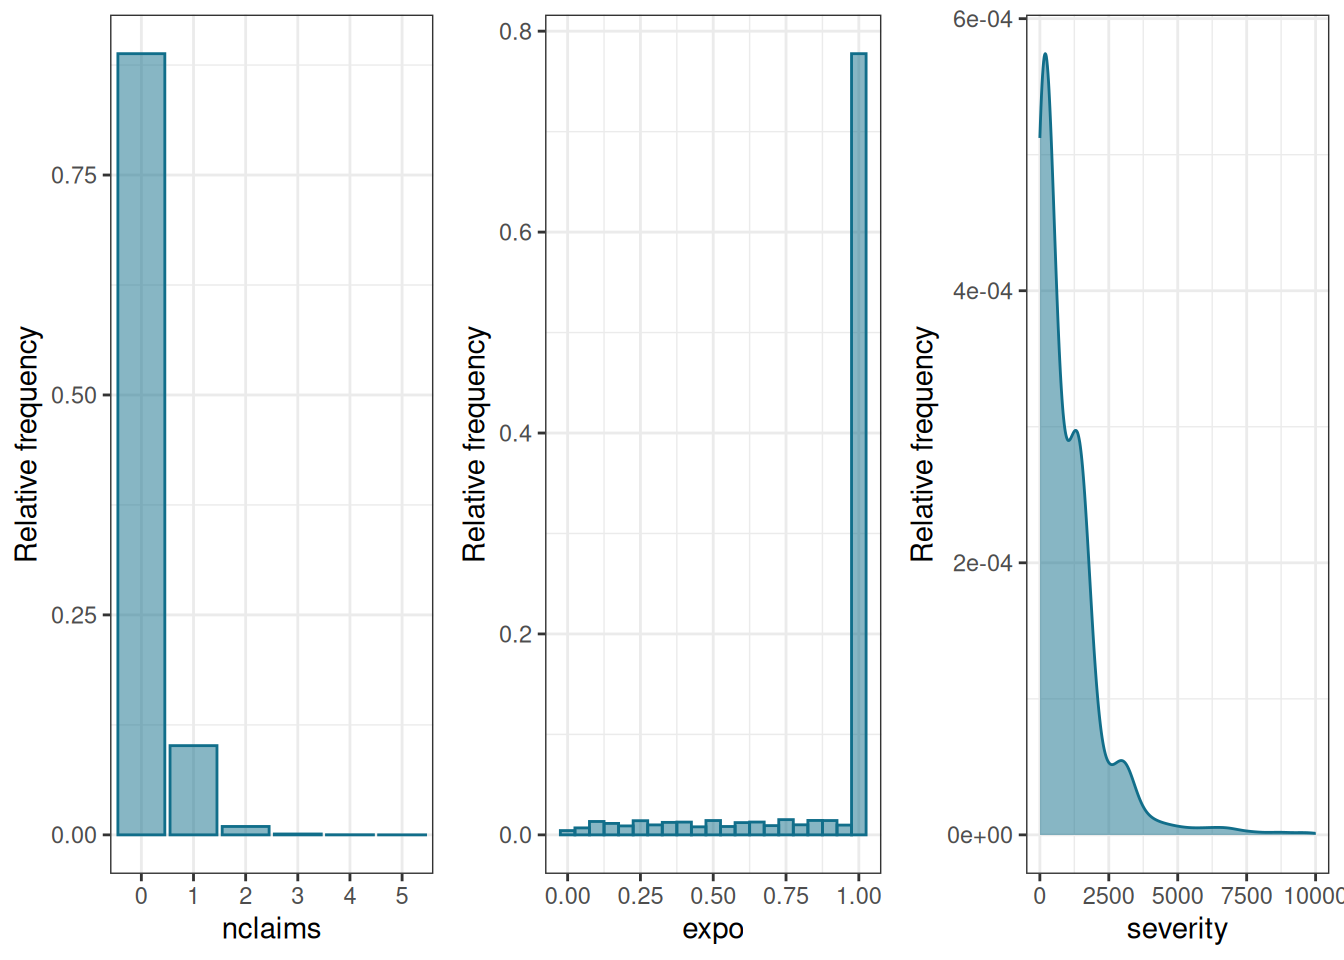 Relative frequency
0.75
0.50
0.25
0.00
0 1 2 3 4 5
nclaims
Relative frequency
0.8
0.6
0.4
0.2
0.0
0.00 0.25 0.50 0.75 1.00
expo
Relative frequency
6e-04
4e-04
2e-04
0e+00
0 2500 5000 7500 10000
severity